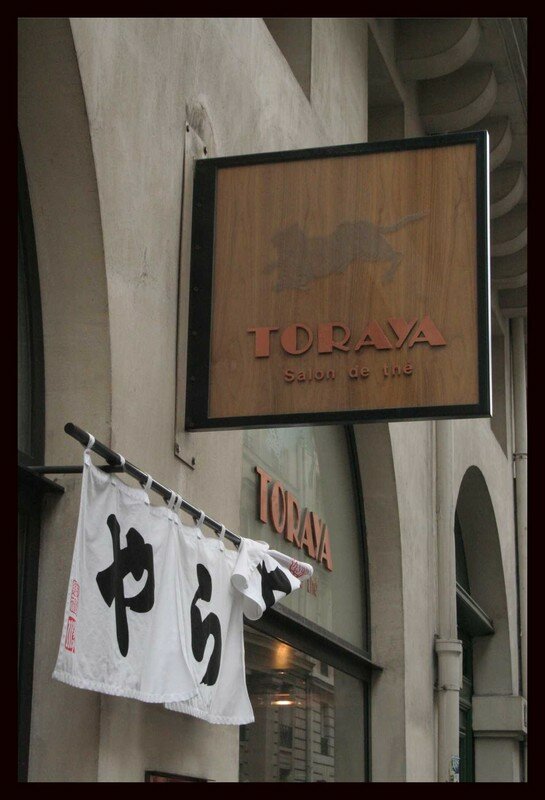 TORAYA
Salon de thé
TORAYA
やら